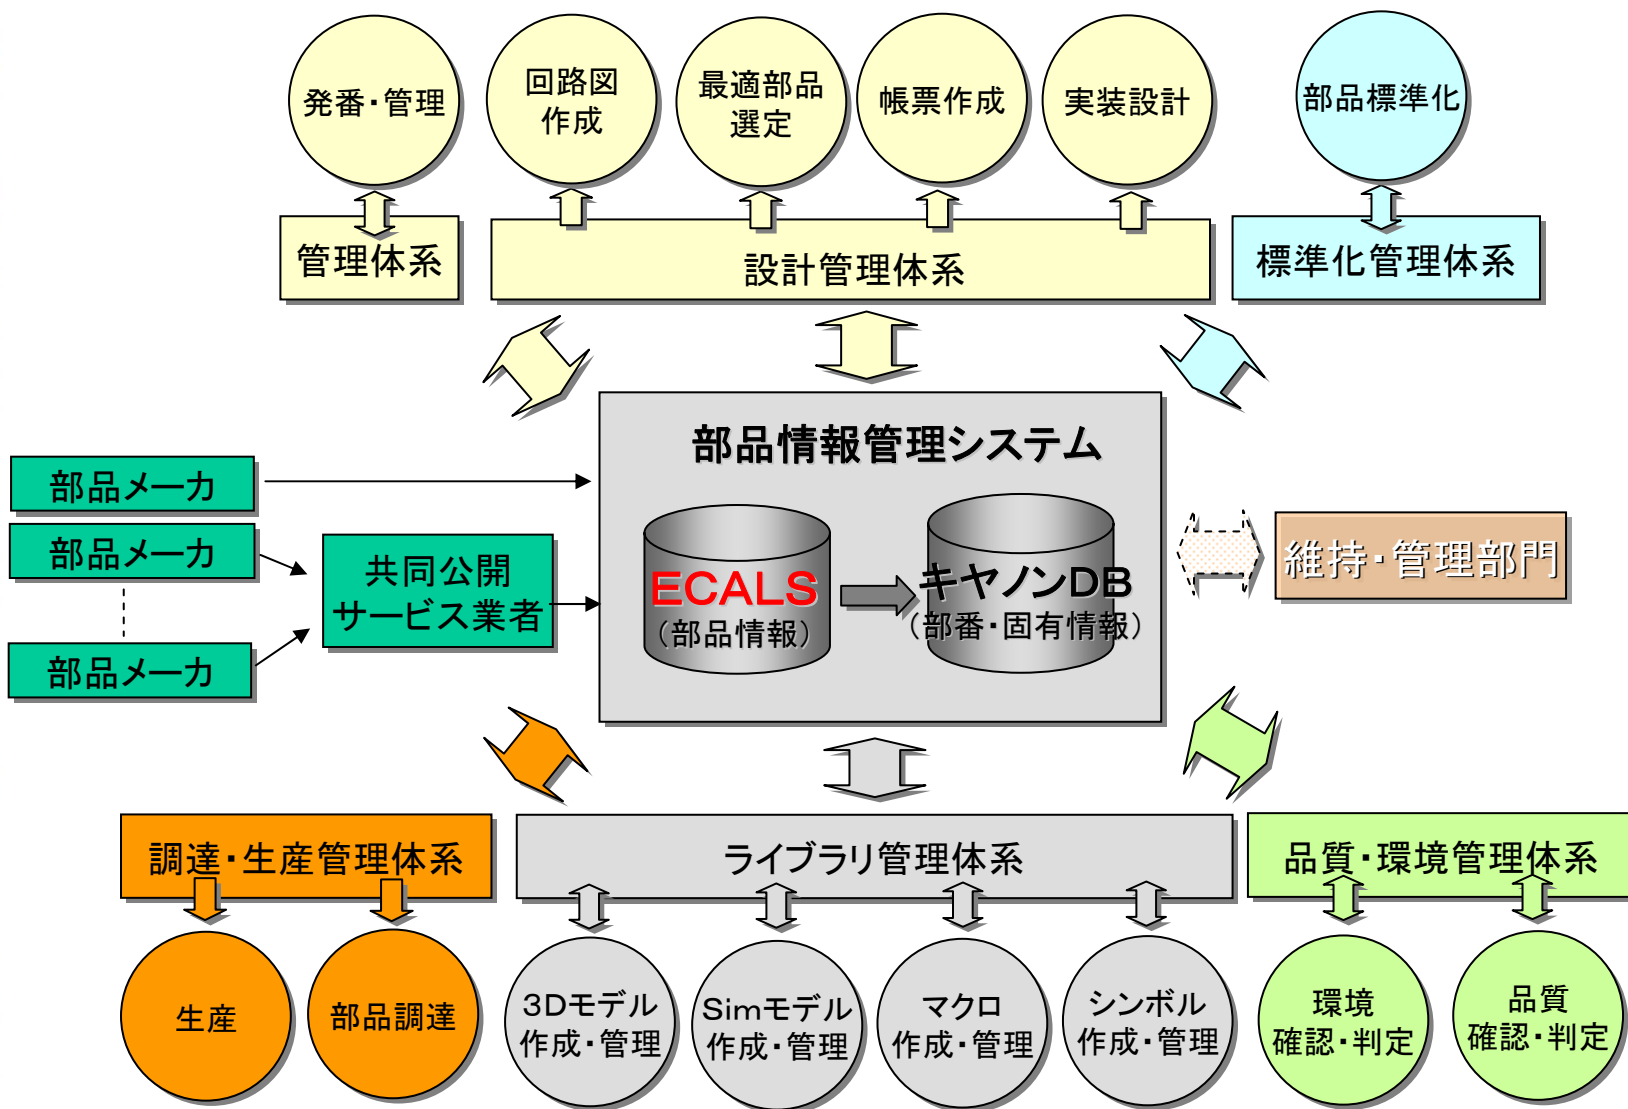 発番・管理
回路図
作成
最適部品
選定
帳票作成
実装設計
部品標準化
管理体系
設計管理体系
標準化管理体系
部品情報管理システム
部品メーカ
部品メーカ
部品メーカ
共同公開
サービス業者
ECALS
（部品情報）
キヤノンDB
（部番・固有情報）
維持・管理部門
調達・生産管理体系
ライブラリ管理体系
品質・環境管理体系
生産
部品調達
3Dモデル
作成・管理
Simモデル
作成・管理
マクロ
作成・管理
シンボル
作成・管理
環境
確認・判定
品質
確認・判定